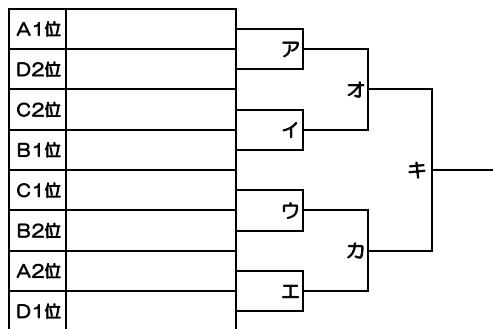 A1位
D2位
C2位
B1位
C1位
B2位
A2位
D1位
ア
イ
ウ
エ
オ
カ
キ